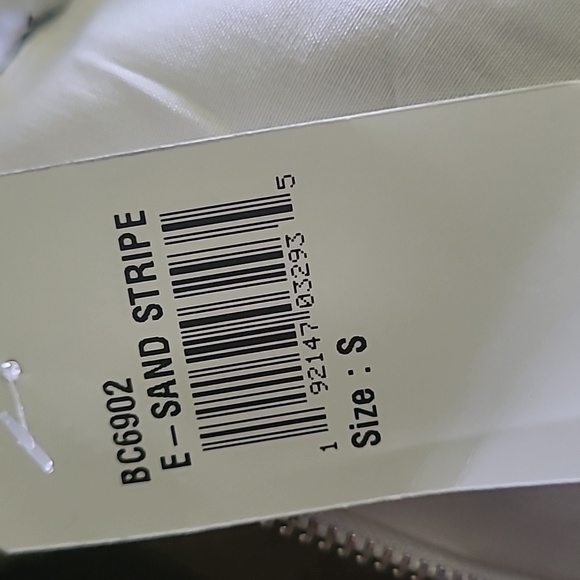 BC6902
E-SAND STRIPE
1 92147 03293 5
Size : S